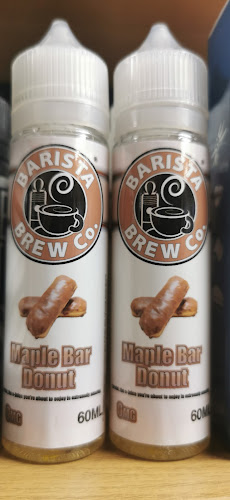 BARISTA
BREW Co.
Maple Bar
Donut
0mg
60ML
BARISTA
BREW Co.
Maple Bar
Donut
0mg
60ML